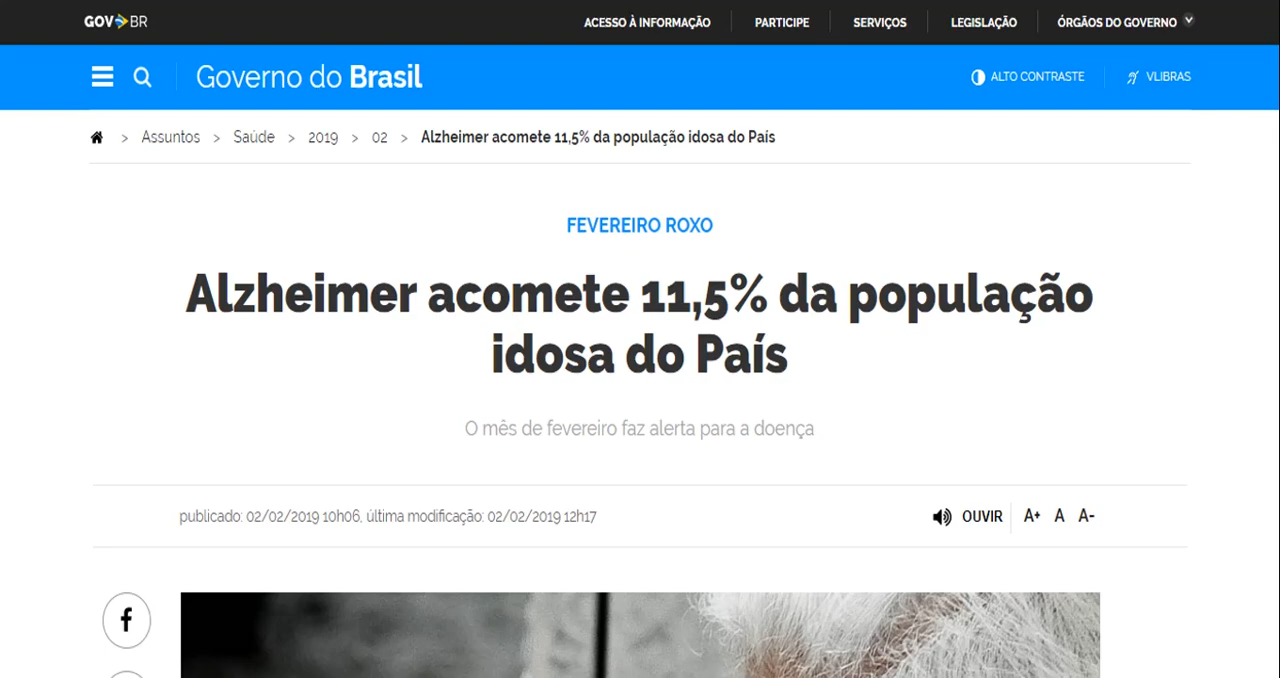 GOV BR
ACESSO À INFORMAÇÃO PARTICIPE SERVIÇOS LEGISLAÇÃO ÓRGÃOS DO GOVERNO
Governo do Brasil
ALTO CONTRASTE VLIBRAS
> Assuntos > Saúde > 2019 > 02 > Alzheimer acomete 11,5% da população idosa do País
FEVEREIRO ROXO
Alzheimer acomete 11,5% da população
idosa do País
O mês de fevereiro faz alerta para a doença
publicado: 02/02/2019 10h06, última modificação: 02/02/2019 12h17
OUVIR A+ A A-